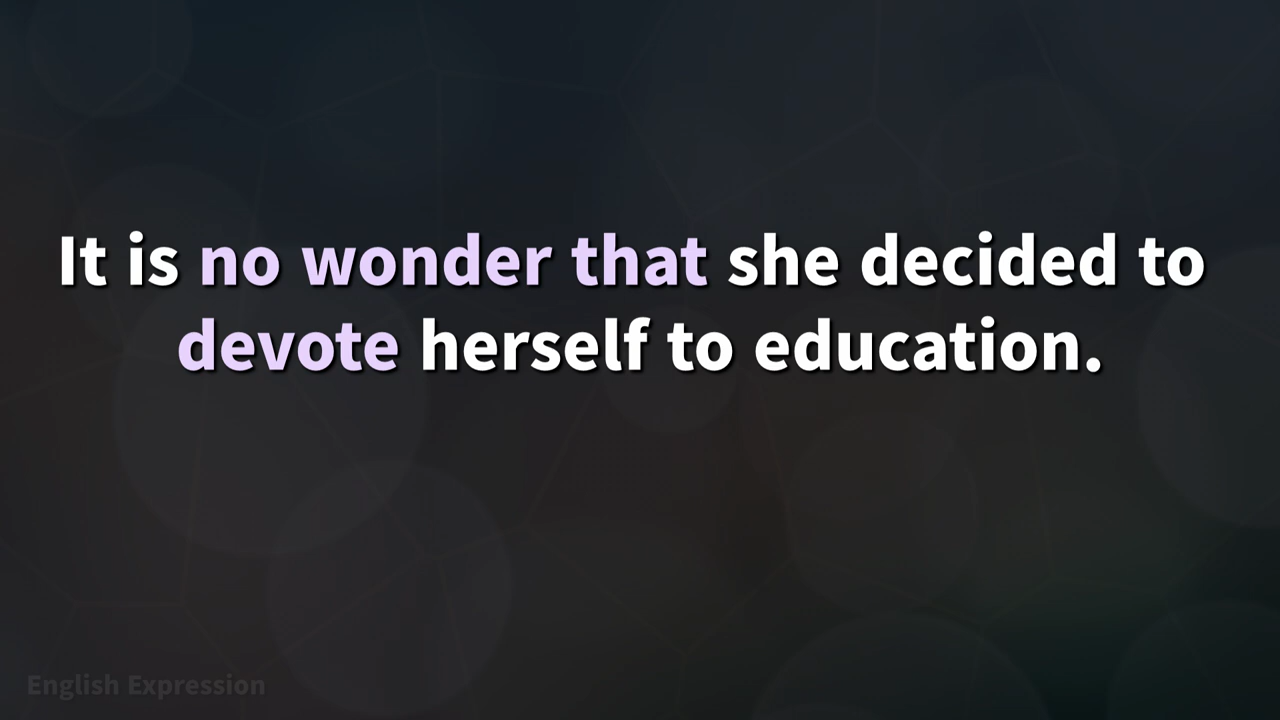 It is no wonder that she decided to
devote herself to education.
English Expression